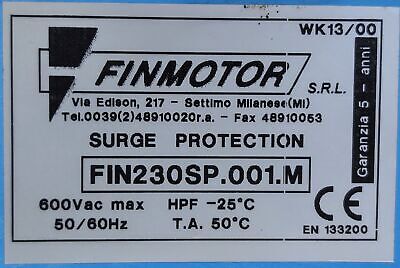 WK13/00
FINMOTOR S.R.L.
Via Edison, 217 - Settimo Milanese(MI)
Tel.0039(2)48910020r.a. - Fax 48910053
SURGE PROTECTION
FIN230SP.001.M
600Vac max HPF -25°C
50/60Hz T.A. 50°C
CE
EN 133200
Garanzia 5 - anni